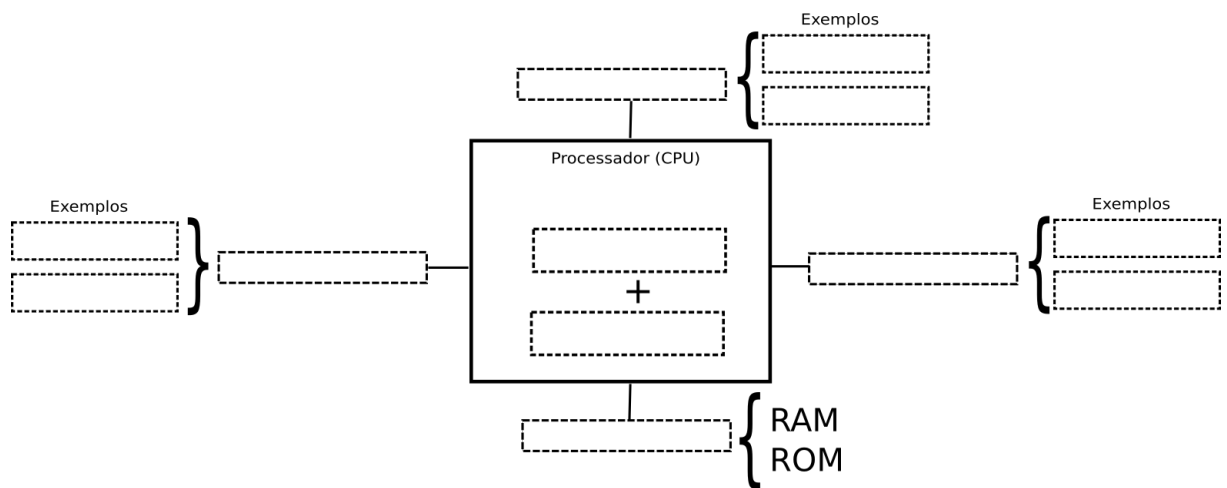 Exemplos
Processador (CPU)
Exemplos
Exemplos
+
RAM
ROM